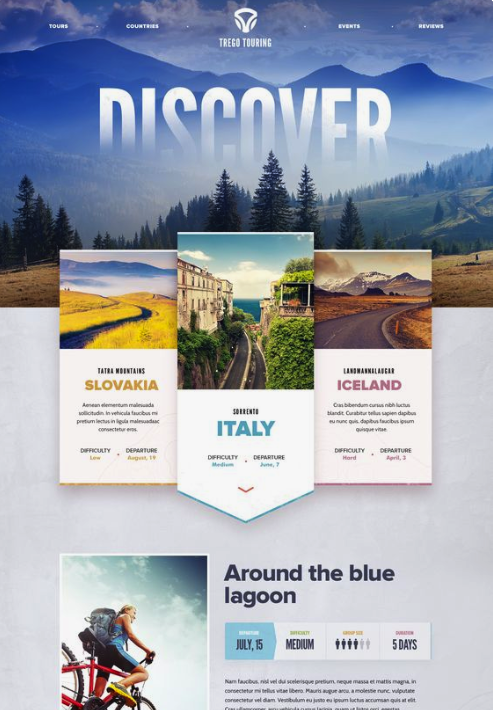 TOURS
COUNTRIES
TREGO TOURING
EVENTS
REVIEWS
DISCOVER
TATRA MOUNTAINS
SLOVAKIA
Aenean elementum malesuada
sollicitudin. In vehicula faucibus mi
pretium lectus in ligula malesuadac
consectetur eros.
DIFFICULTY
Low
DEPARTURE
August, 19
SORRENTO
ITALY
DIFFICULTY
Medium
DEPARTURE
June, 7
LANDMANNALAUGAR
ICELAND
Cras bibendum cursus nibh luctus
blandit. Curabitur tellus sapien dapibus
eu nunc quis, dapibus faucibus ipsum
quisque vitae.
DIFFICULTY
Hard
DEPARTURE
April, 2
Around the blue
lagoon
DEPARTURE
JULY, 15
DIFFICULTY
MEDIUM
GROUP SIZE
DURATION
5 DAYS
Nam faucibus, nisl vel dui scelerisque pretium, neque massa et mattis magna, in
consectetur mi tellus vitae libero. Mauris augue arcu, a molestie nunc, vulputate
consectetur vel diam. Vestibulum eu justo eu ipsum luctus accumsan quis at elit.